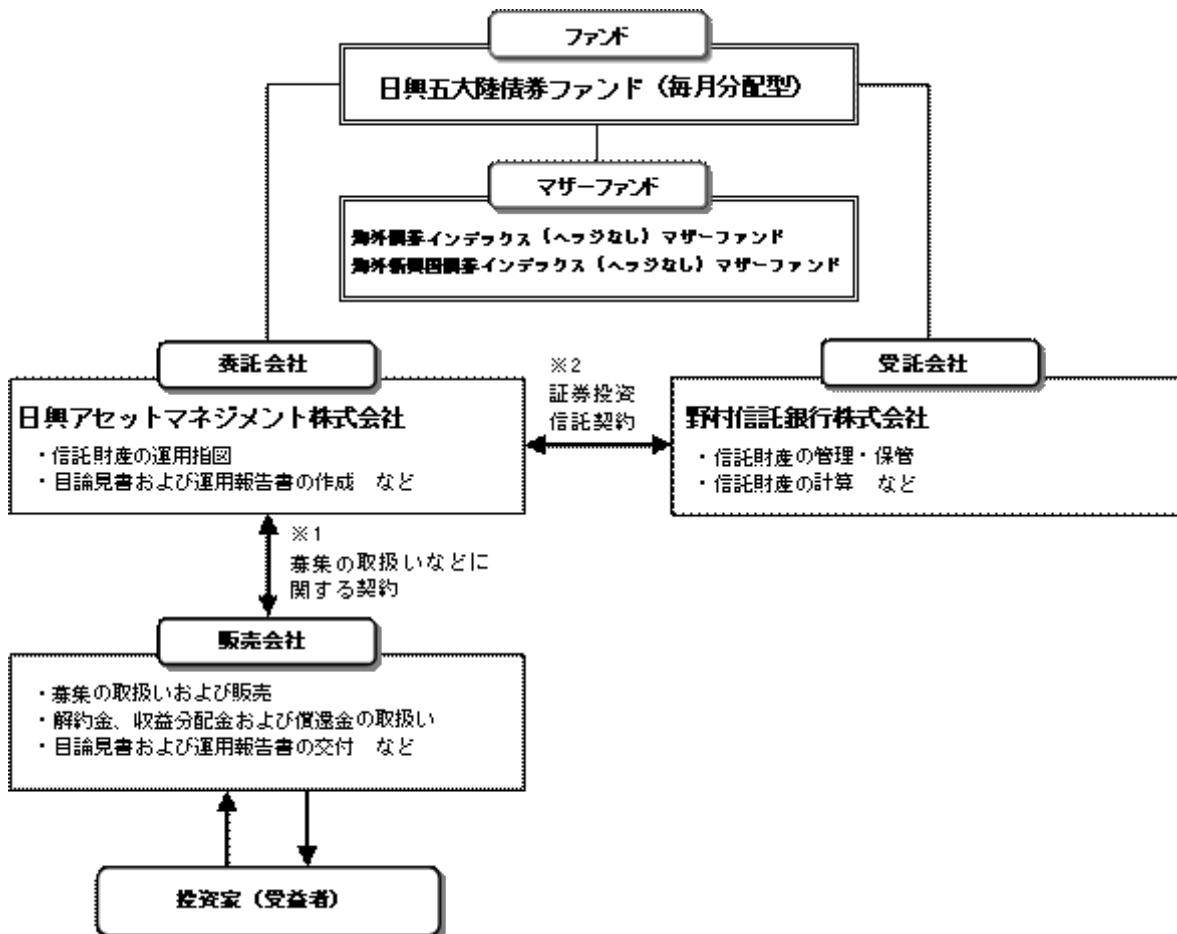 ファンド
日興五大陸債券ファンド（毎月分配型）
マザーファンド
海外債券インデックス（ヘッジなし）マザーファンド
海外新興国債券インデックス（ヘッジなし）マザーファンド
委託会社
日興アセットマネジメント株式会社
・信託財産の運用指図
・目論見書および運用報告書の作成　など
※２
証券投資
信託契約
受託会社
野村信託銀行株式会社
・信託財産の管理・保管
・信託財産の計算　など
※１
募集の取扱いなどに
関する契約
販売会社
・募集の取扱いおよび販売
・解約金、収益分配金および償還金の取扱い
・目論見書および運用報告書の交付　など
投資家（受益者）